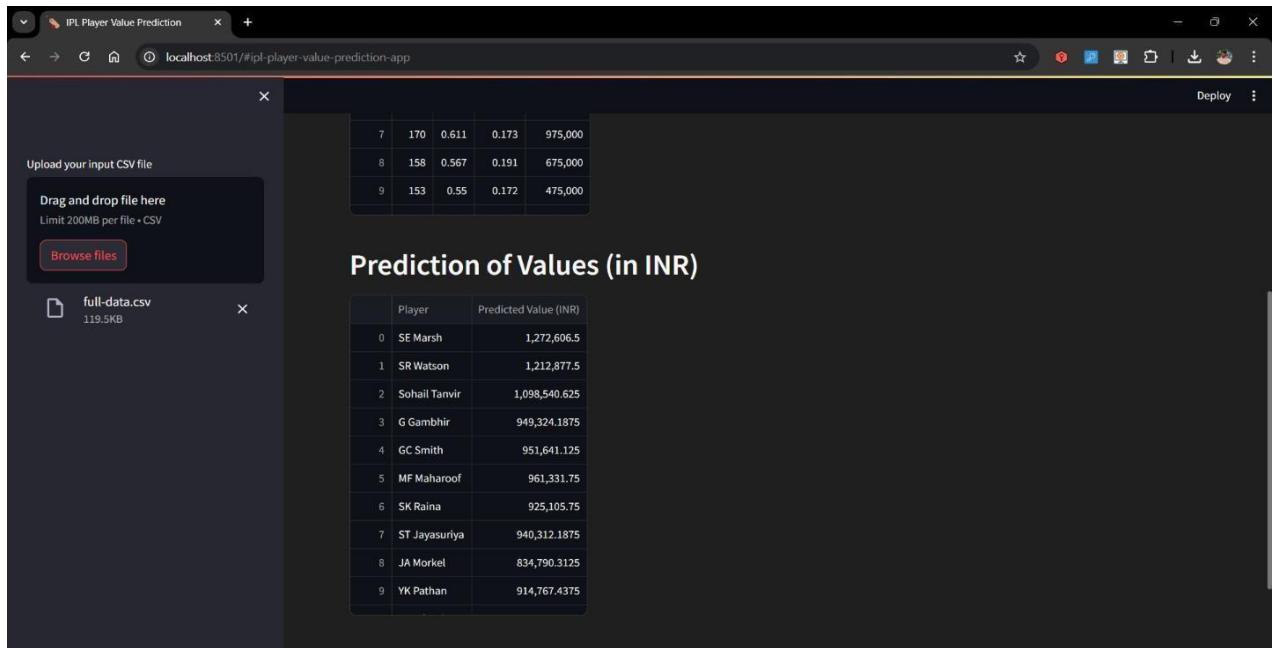 IPL Player Value Prediction
localhost:8501/#ipl-player-value-prediction-app
Deploy
Upload your input CSV file
Drag and drop file here
Limit 200MB per file • CSV
Browse files
full-data.csv
119.5KB
7 170 0.611 0.173 975,000
8 158 0.567 0.191 675,000
9 153 0.55 0.172 475,000
Prediction of Values (in INR)
Player Predicted Value (INR)
0 SE Marsh 1,272,606.5
1 SR Watson 1,212,877.5
2 Sohail Tanvir 1,098,540.625
3 G Gambhir 949,324.1875
4 GC Smith 951,641.125
5 MF Maharoof 961,331.75
6 SK Raina 925,105.75
7 ST Jayasuriya 940,312.1875
8 JA Morkel 834,790.3125
9 YK Pathan 914,767.4375